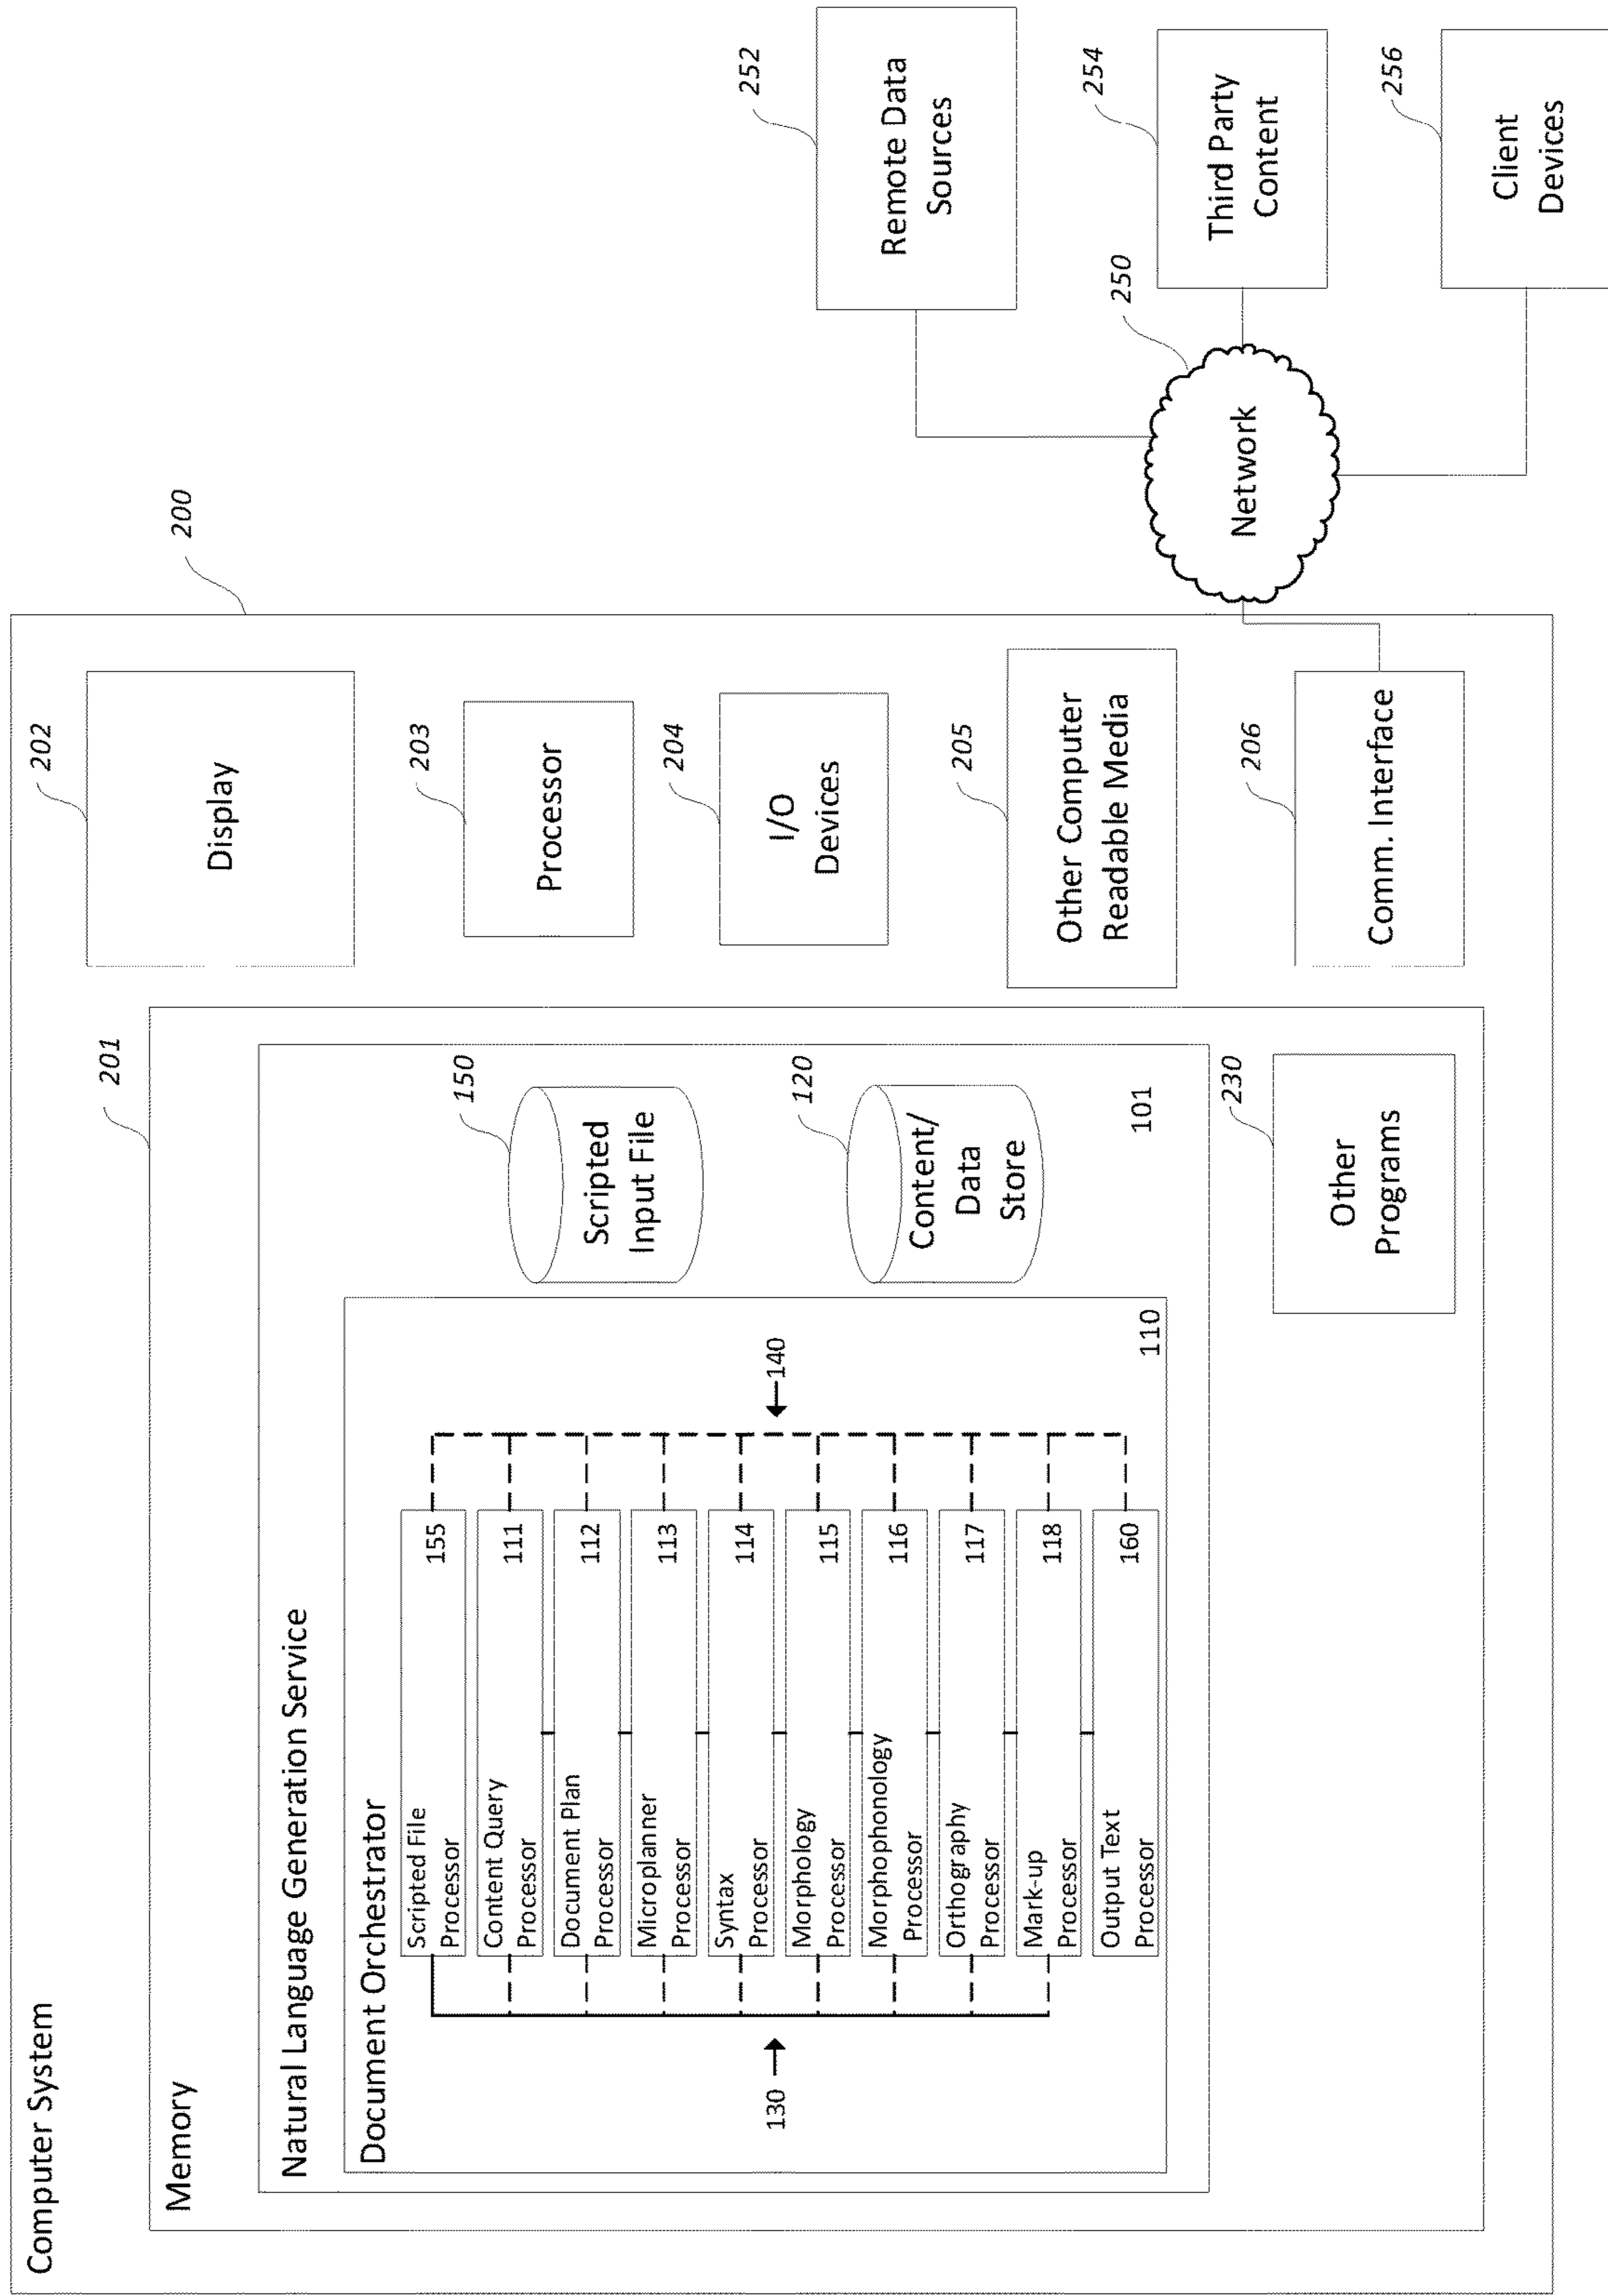 Computer System
200
Memory
201
Natural Language Generation Service
Document Orchestrator
Scripted File
Processor
155
Content Query
Processor
111
Document Plan
Processor
112
Microplanner
Processor
113
Syntax
Processor
114
Morphology
Processor
115
Morphophonology
Processor
116
Orthography
Processor
117
Mark-up
Processor
118
Output Text
Processor
160
130
140
110
150
Scripted
Input File
120
Content/
Data
Store
101
230
Other
Programs
202
Display
203
Processor
204
I/O
Devices
205
Other Computer
Readable Media
206
Comm. Interface
250
Network
252
Remote Data
Sources
254
Third Party
Content
256
Client
Devices